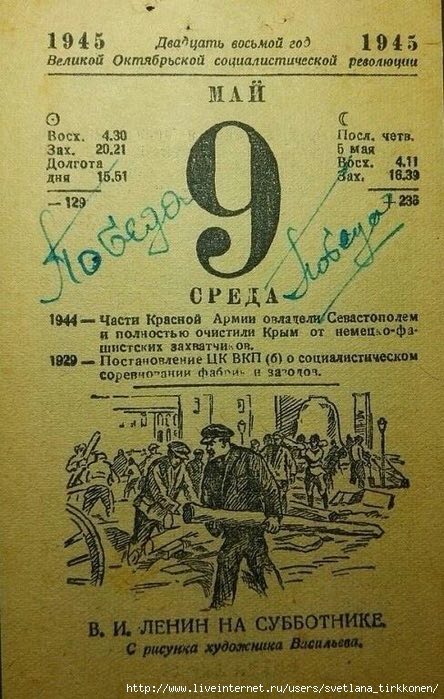 1945 Двадцать восьмой год 1945
Великой Октябрьской социалистической революции
МАЙ
Восх. 4.30
Зах. 20.21
Долгота
дня 15.51
— 129
9
Посл. четв.
5 мая
Восх. 4.11
Зах. 16.39
— 236
Победа
Победа
СРЕДА
1944 — Части Красной Армии овладели Севастополем
и полностью очистили Крым от немецко-фа-
шистских захватчиков.
1929 — Постановление ЦК ВКП (б) о социалистическом
соревновании фабрик и заводов.
В. И. ЛЕНИН НА СУББОТНИКЕ.
С рисунка художника Васильева.
http://www.liveinternet.ru/users/svetlana_tirkkonen/